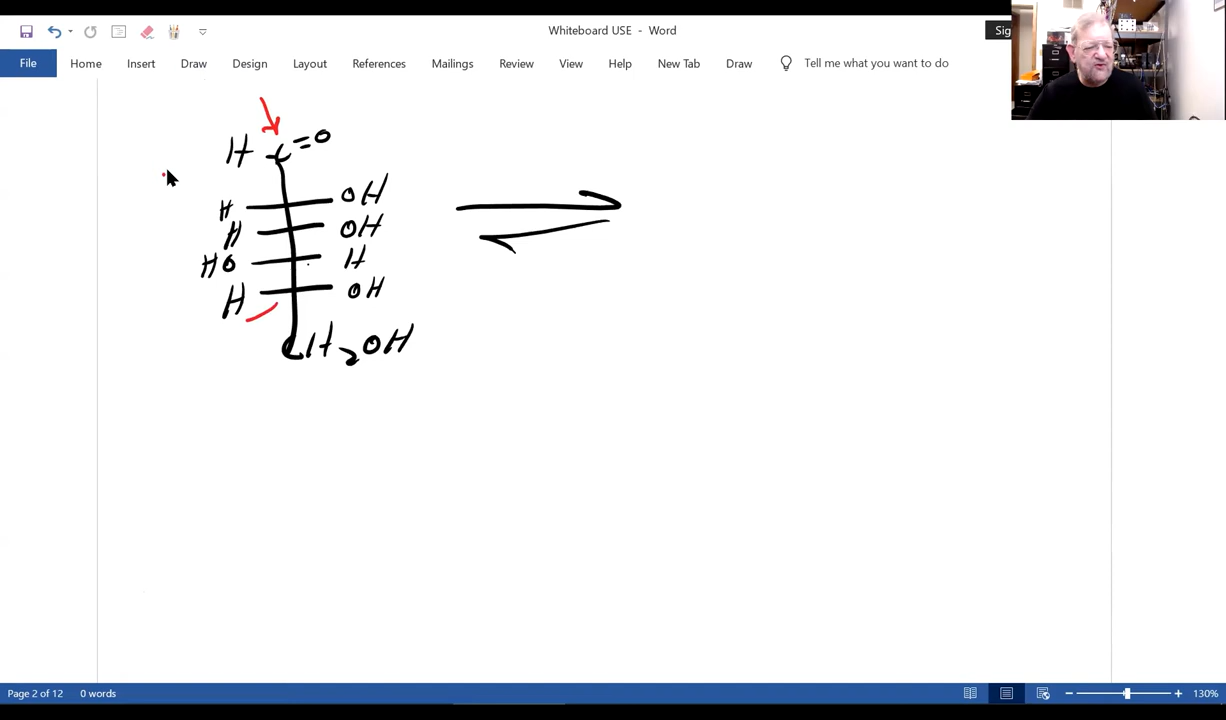 Whiteboard USE - Word
File Home Insert Draw Design Layout References Mailings Review View Help New Tab Draw Tell me what you want to do
H C=O
H OH
H OH
HO H
H OH
CH2OH
Page 2 of 12 0 words 130%